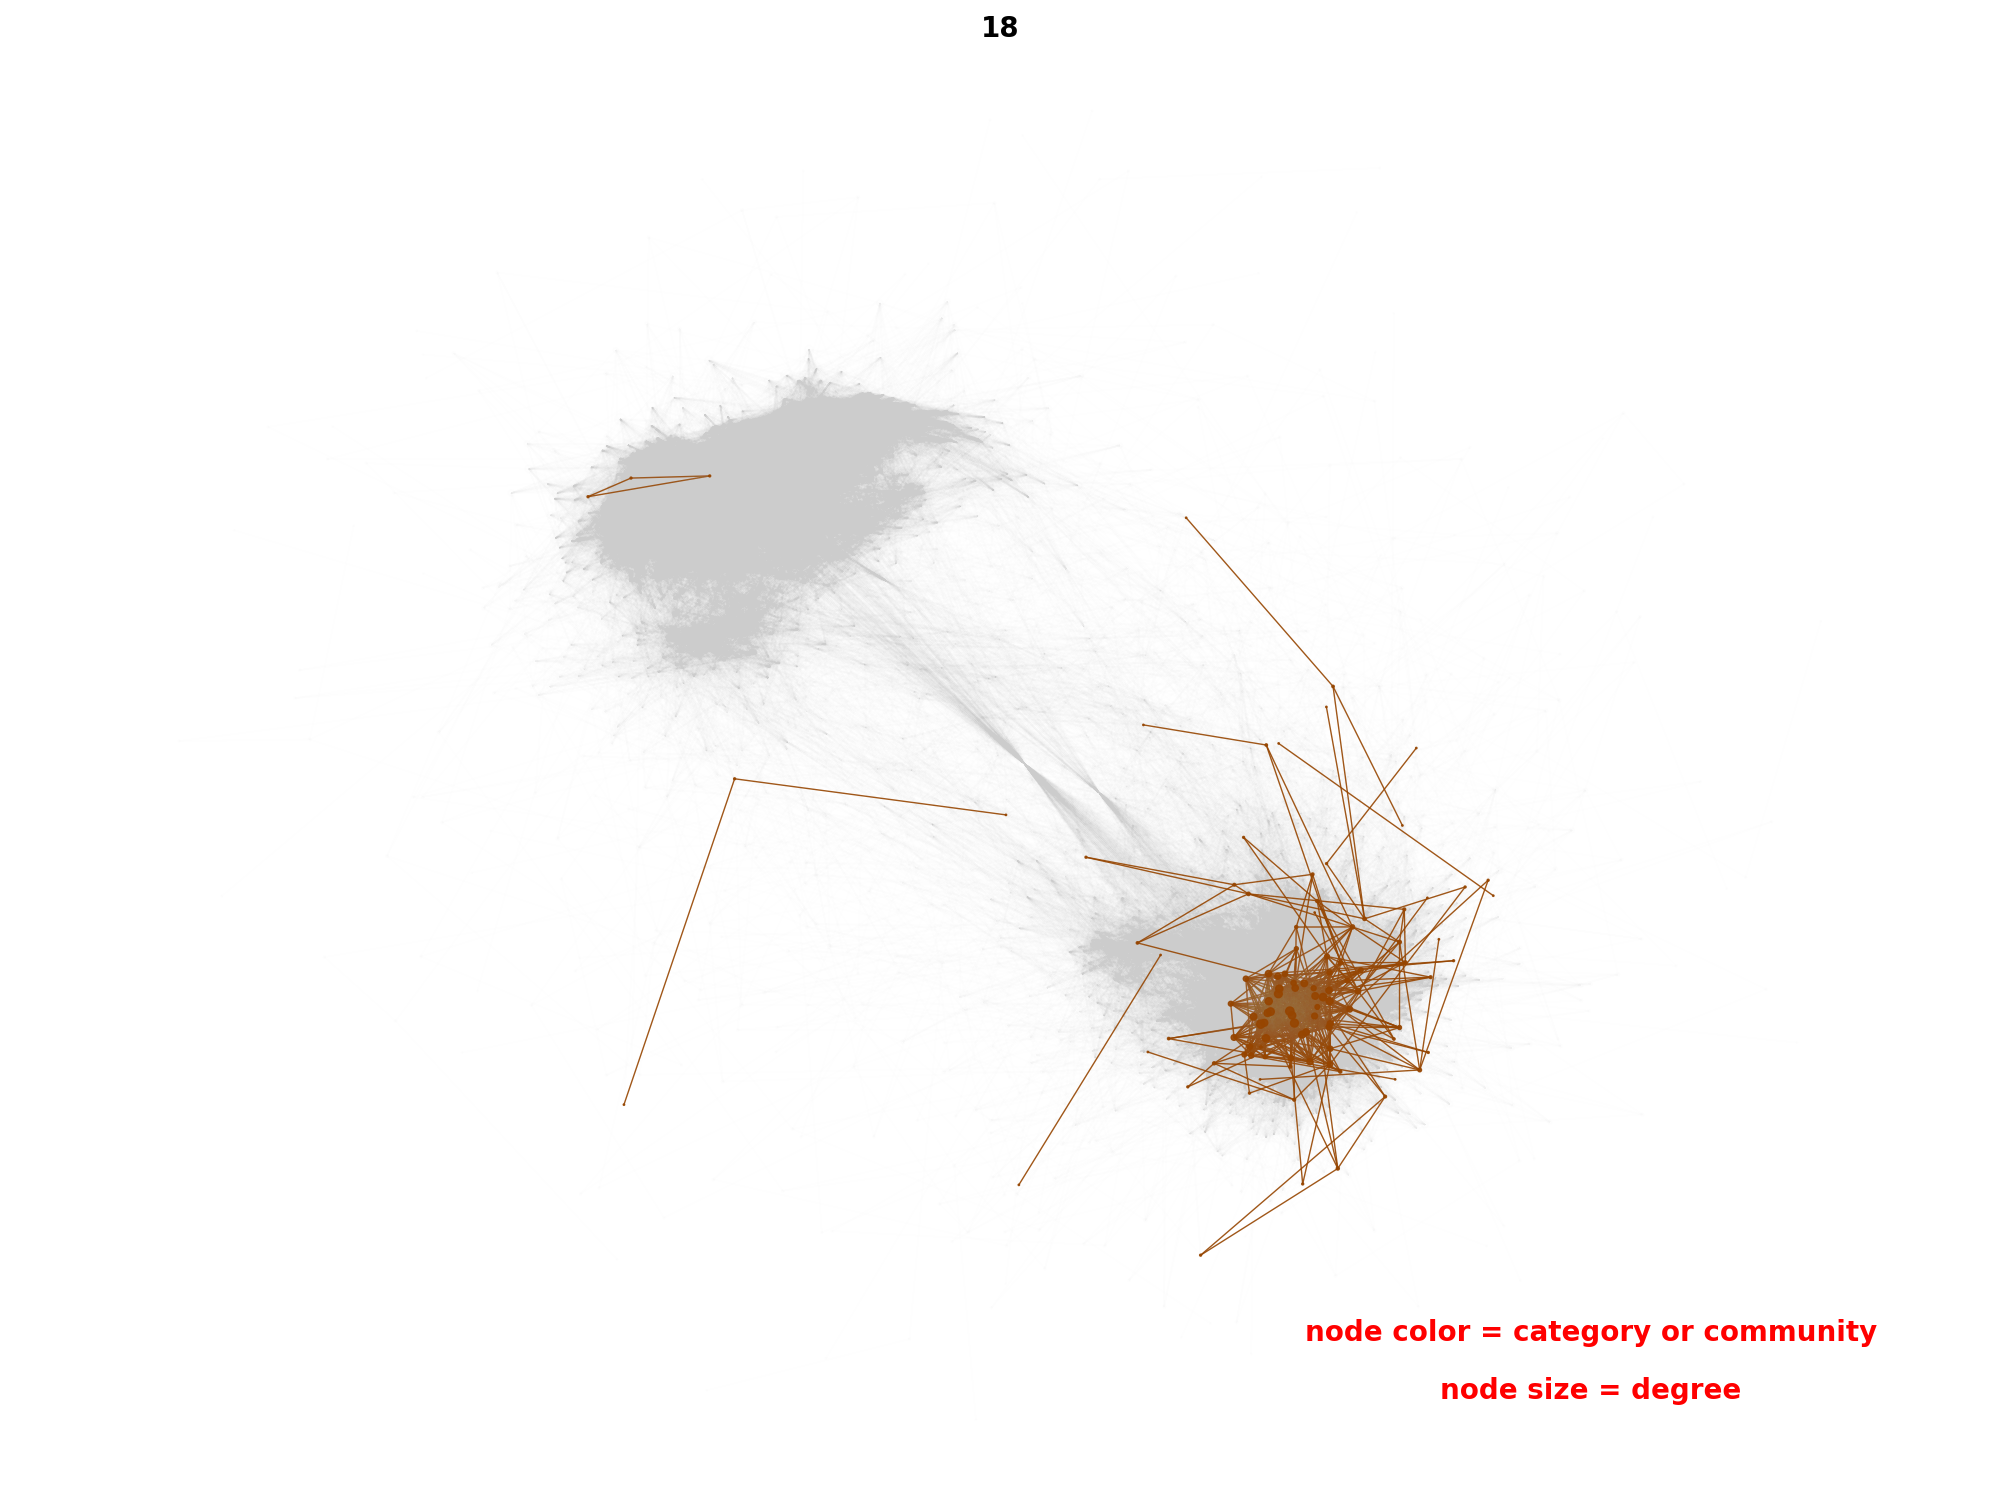 18
node color = category or community
node size = degree